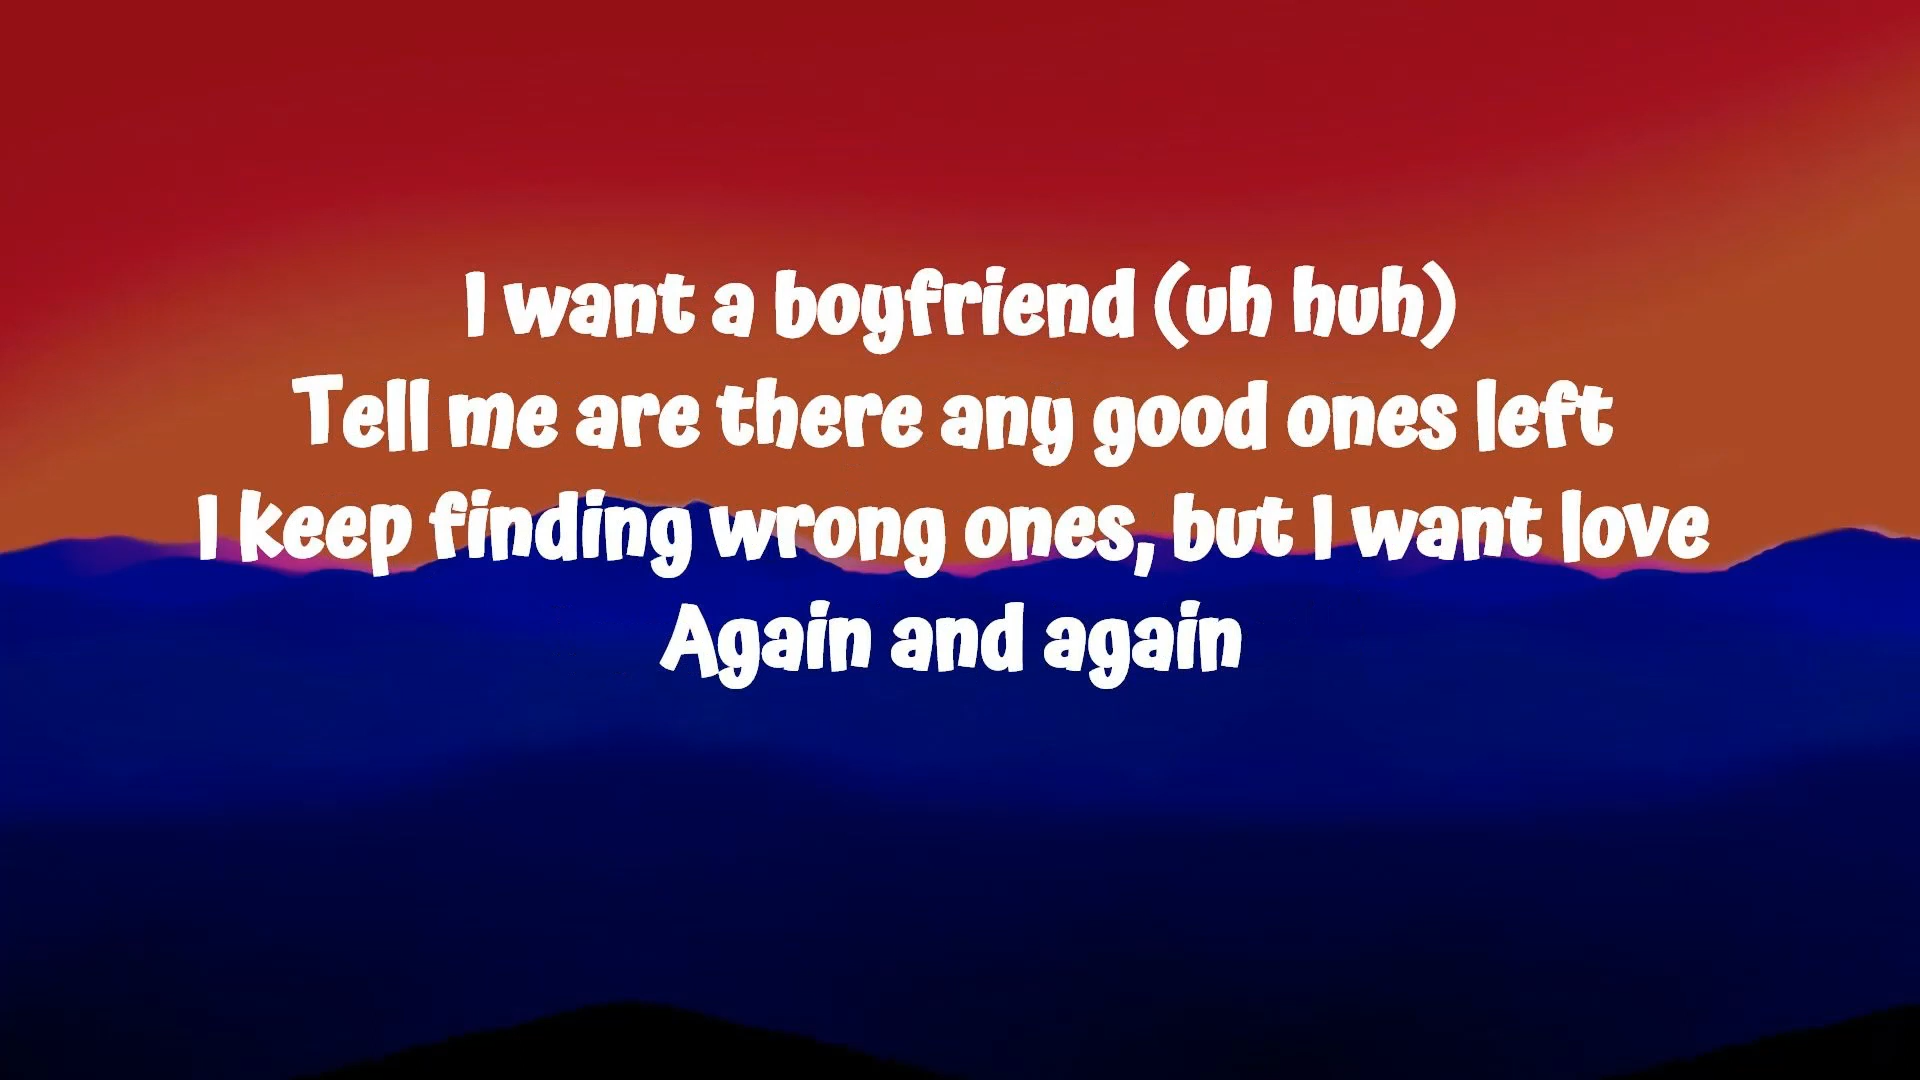 I want a boyfriend (uh huh)
Tell me are there any good ones left
I keep finding wrong ones, but I want love
Again and again